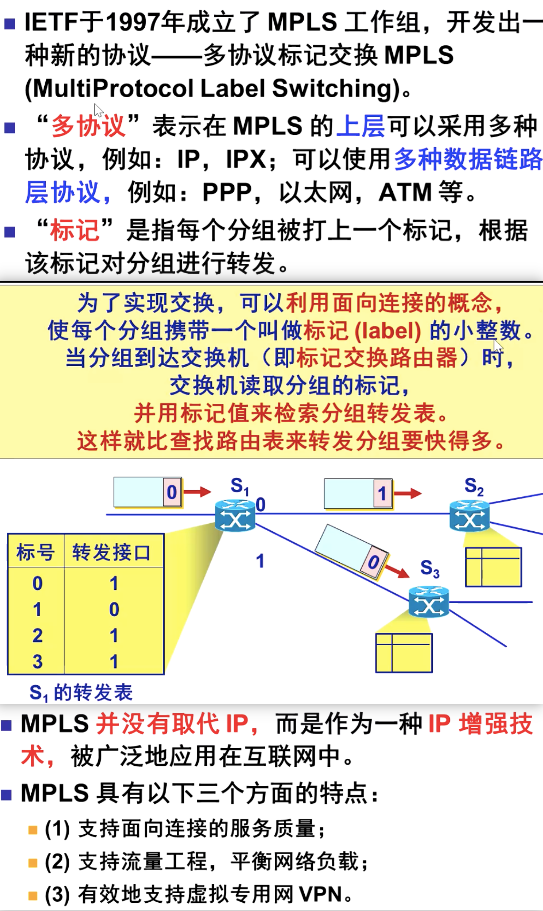 IETF于1997年成立了 MPLS 工作组，开发出一
种新的协议——多协议标记交换 MPLS
(MultiProtocol Label Switching)。
“多协议”表示在 MPLS 的上层可以采用多种
协议，例如：IP，IPX；可以使用多种数据链路
层协议，例如：PPP，以太网，ATM 等。
“标记”是指每个分组被打上一个标记，根据
该标记对分组进行转发。
为了实现交换，可以利用面向连接的概念，
使每个分组携带一个叫做标记 (label) 的小整数。
当分组到达交换机（即标记交换路由器）时，
交换机读取分组的标记，
并用标记值来检索分组转发表。
这样就比查找路由表来转发分组要快得多。
0
S1
0
1
S2
1
0
S3
标号 转发接口
0 1
1 0
2 1
3 1
S1 的转发表
MPLS 并没有取代 IP，而是作为一种 IP 增强技
术，被广泛地应用在互联网中。
MPLS 具有以下三个方面的特点：
(1) 支持面向连接的服务质量；
(2) 支持流量工程，平衡网络负载；
(3) 有效地支持虚拟专用网 VPN。